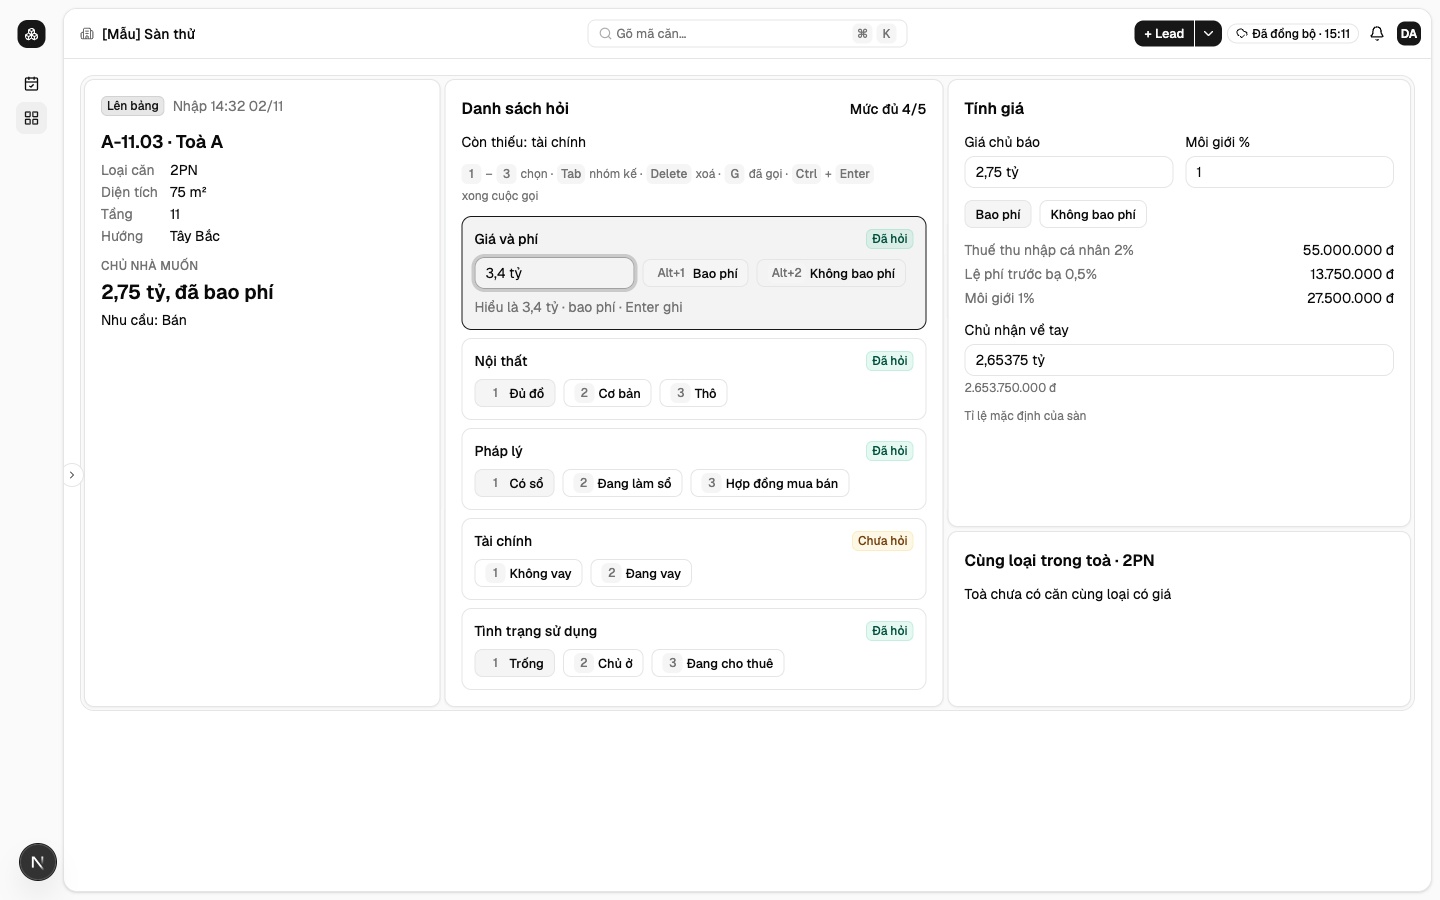 [Mẫu] Sàn thử
Gõ mã căn...
⌘ K
+ Lead
Đã đồng bộ · 15:11
DA
Lên bảng
Nhập 14:32 02/11
A-11.03 · Toà A
Loại căn 2PN
Diện tích 75 m²
Tầng 11
Hướng Tây Bắc
CHỦ NHÀ MUỐN
2,75 tỷ, đã bao phí
Nhu cầu: Bán
Danh sách hỏi
Mức đủ 4/5
Còn thiếu: tài chính
1 – 3 chọn · Tab nhóm kế · Delete xoá · G đã gọi · Ctrl + Enter
xong cuộc gọi
Giá và phí
Đã hỏi
3,4 tỷ
Alt+1 Bao phí
Alt+2 Không bao phí
Hiểu là 3,4 tỷ · bao phí · Enter ghi
Nội thất
Đã hỏi
1 Đủ đồ
2 Cơ bản
3 Thô
Pháp lý
Đã hỏi
1 Có sổ
2 Đang làm sổ
3 Hợp đồng mua bán
Tài chính
Chưa hỏi
1 Không vay
2 Đang vay
Tình trạng sử dụng
Đã hỏi
1 Trống
2 Chủ ở
3 Đang cho thuê
Tính giá
Giá chủ báo
Môi giới %
2,75 tỷ
1
Bao phí
Không bao phí
Thuế thu nhập cá nhân 2% 55.000.000 đ
Lệ phí trước bạ 0,5% 13.750.000 đ
Môi giới 1% 27.500.000 đ
Chủ nhận về tay
2,65375 tỷ
2.653.750.000 đ
Tỉ lệ mặc định của sàn
Cùng loại trong toà · 2PN
Toà chưa có căn cùng loại có giá
N